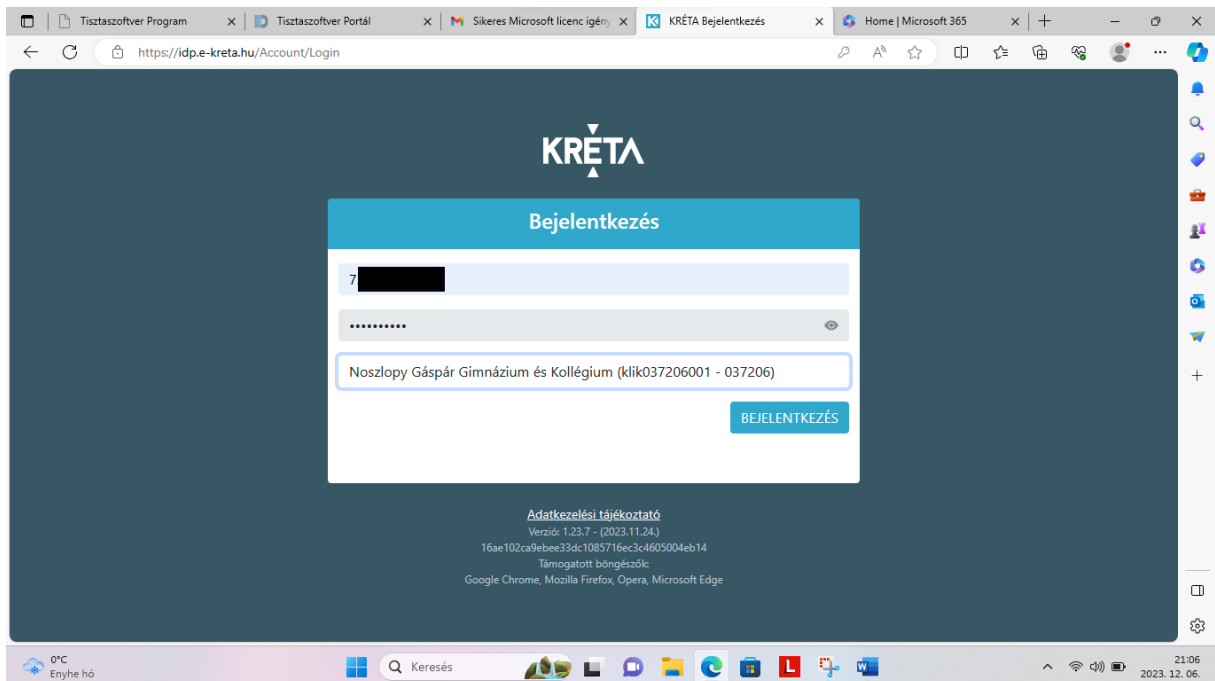 Tisztaszoftver Program
Tisztaszoftver Portál
Sikeres Microsoft licenc igény
KRÉTA Bejelentkezés
Home | Microsoft 365
https://idp.e-kreta.hu/Account/Login
KRÉTA
Bejelentkezés
7
••••••••••
Noszlopy Gáspár Gimnázium és Kollégium (klik037206001 - 037206)
BEJELENTKEZÉS
Adatkezelési tájékoztató
Verzió: 1.23.7 - (2023.11.24.)
16ae102ca9ebee33dc1085716ec3c4605004eb14
Támogatott böngészők:
Google Chrome, Mozilla Firefox, Opera, Microsoft Edge
0°C
Enyhe hó
Keresés
21:06
2023. 12. 06.